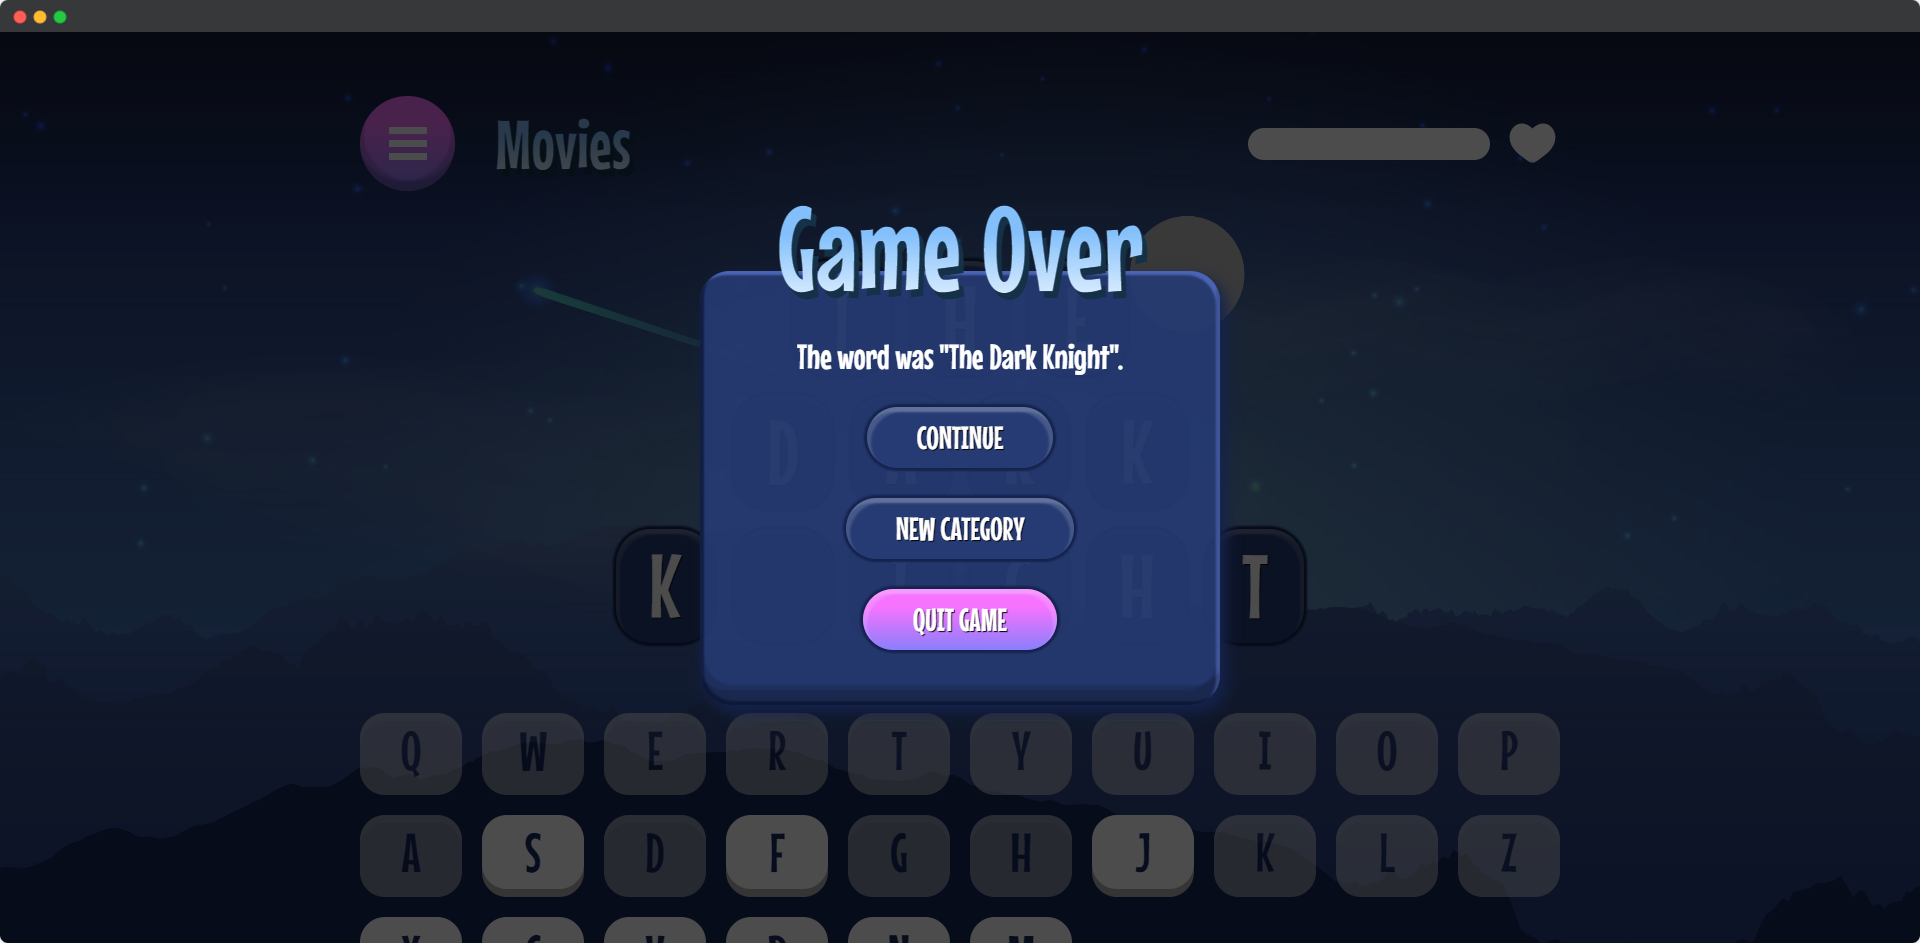 Movies
Game Over
T H E
The word was "The Dark Knight".
D A R K
CONTINUE
NEW CATEGORY
K I G H T
QUIT GAME
Q W E R T Y U I O P
A S D F G H J K L Z